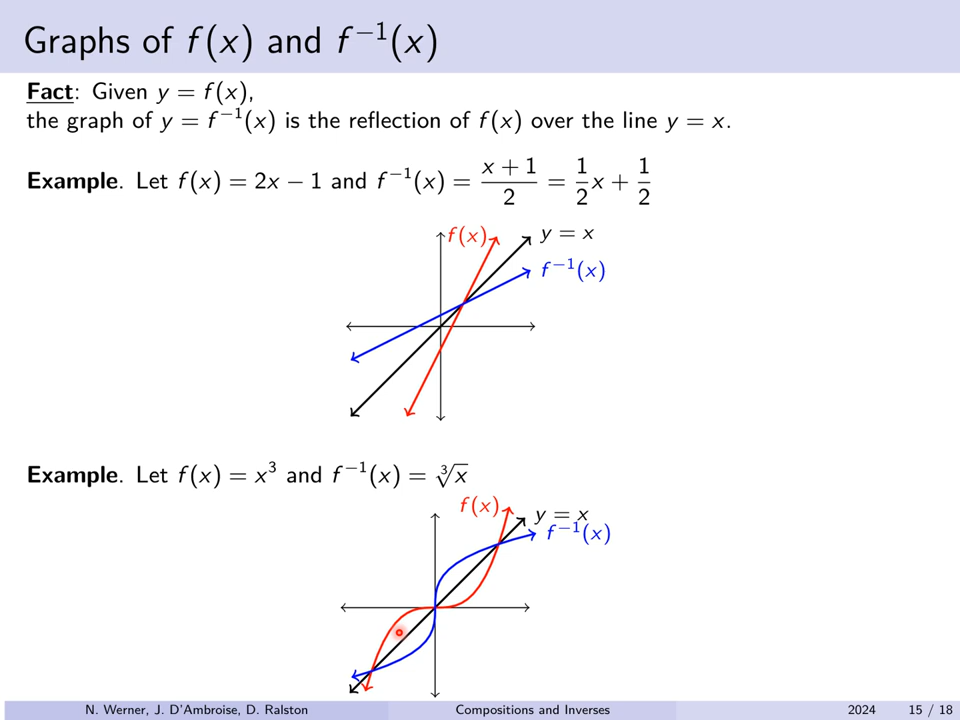 Graphs of f(x) and f⁻¹(x)
Fact: Given y = f(x),
the graph of y = f⁻¹(x) is the reflection of f(x) over the line y = x.
Example. Let f(x) = 2x − 1 and f⁻¹(x) = (x + 1)/2 = 1/2 x + 1/2
f(x)
y = x
f⁻¹(x)
Example. Let f(x) = x³ and f⁻¹(x) = ∛x
f(x)
y = x
f⁻¹(x)
N. Werner, J. D'Ambroise, D. Ralston Compositions and Inverses 2024 15 / 18